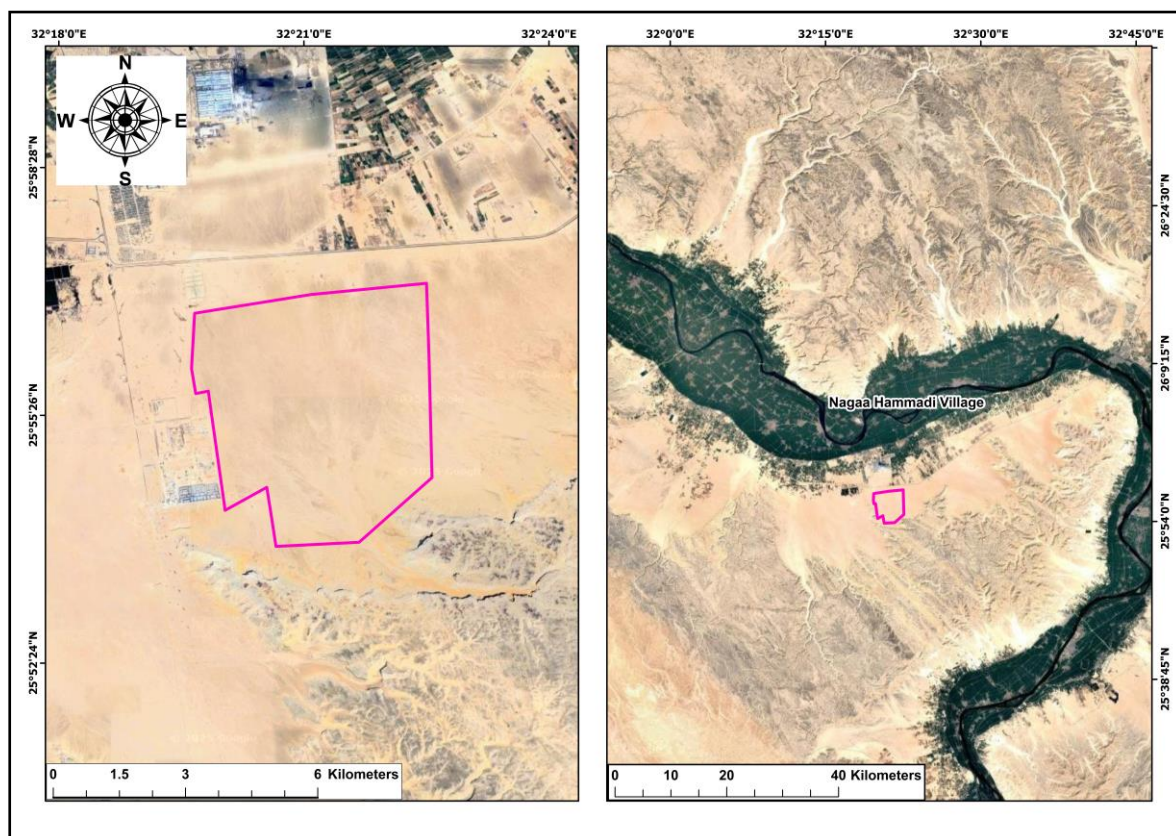 32°18'0"E 32°21'0"E 32°24'0"E
N
W E
S
25°58'28"N
25°55'26"N
25°52'24"N
0 1.5 3 6 Kilometers
32°0'0"E 32°15'0"E 32°30'0"E 32°45'0"E
26°24'30"N
26°9'15"N
Nagaa Hammadi Village
25°54'0"N
25°38'45"N
0 10 20 40 Kilometers